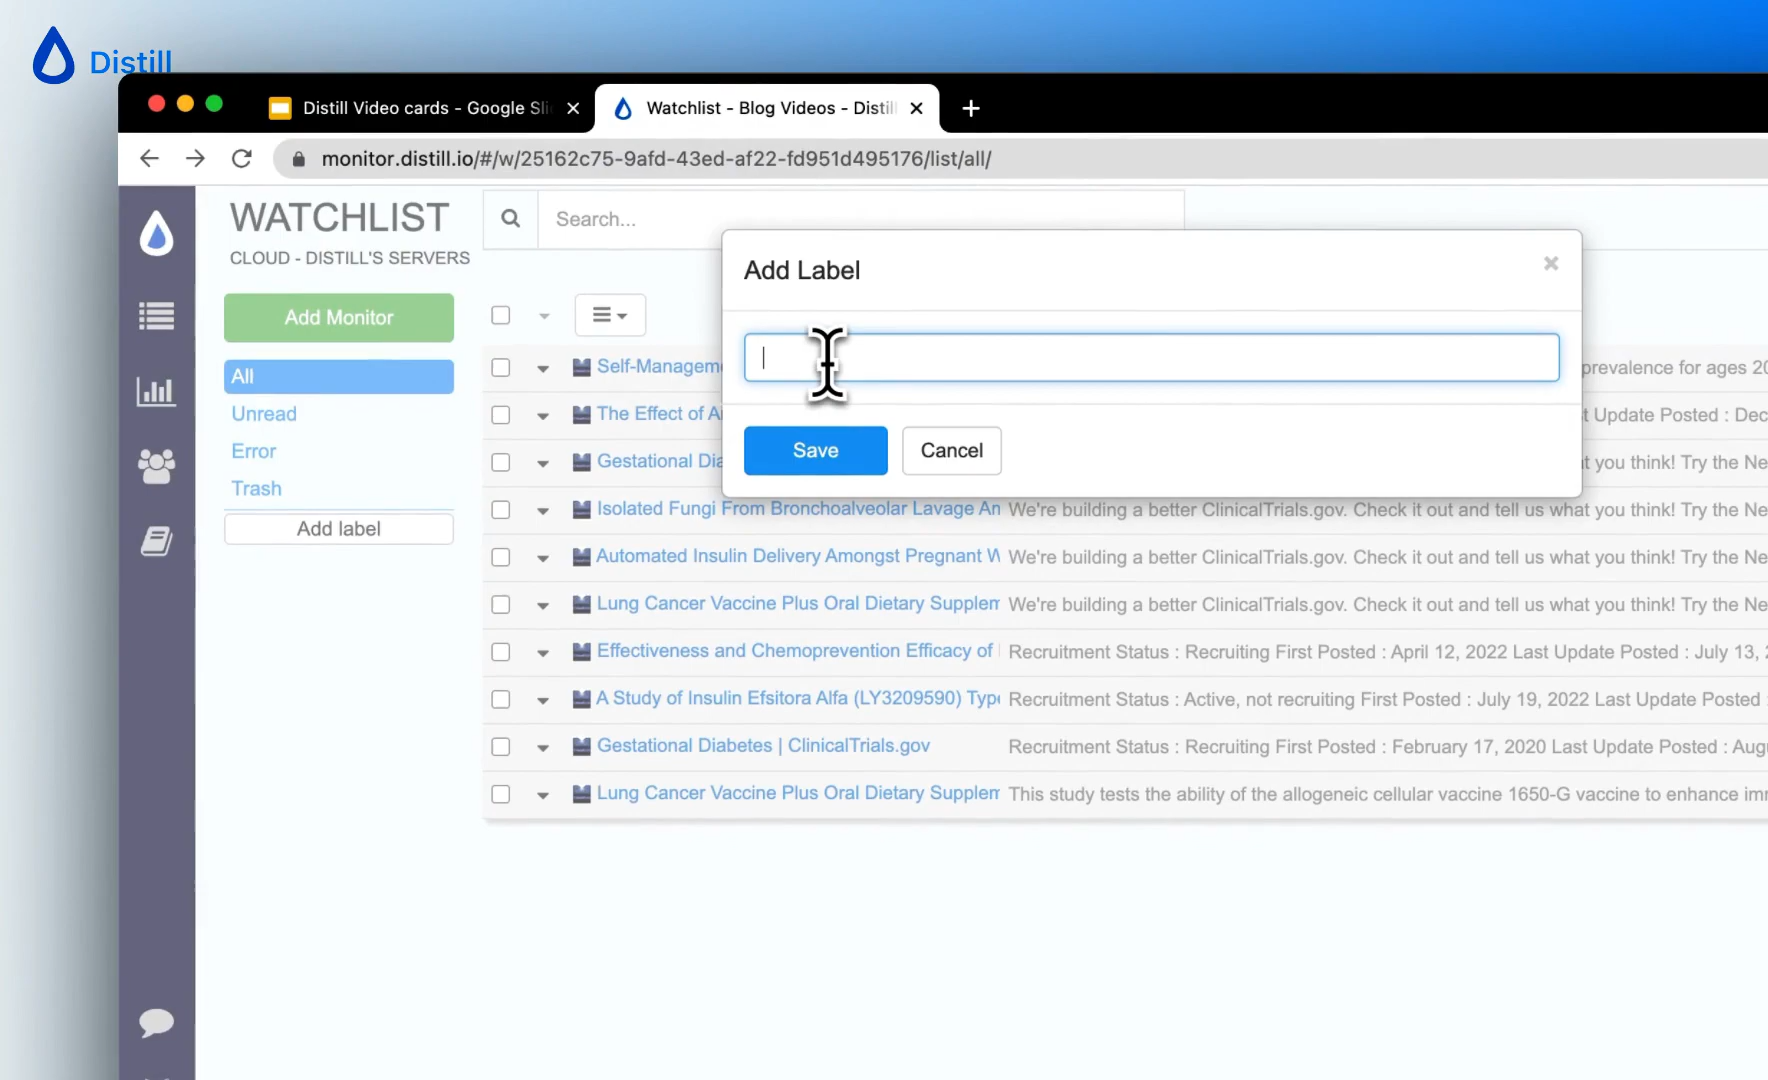 Distill
Distill Video cards - Google Sli
Watchlist - Blog Videos - Distill
monitor.distill.io/#/w/25162c75-9afd-43ed-af22-fd951d495176/list/all/
WATCHLIST
CLOUD - DISTILL'S SERVERS
Search...
Add Label
Add Monitor
All
Unread
Error
Trash
Add label
Save
Cancel
Self-Managem prevalence for ages 20
The Effect of A t Update Posted : Dec
Gestational Dia t you think! Try the Ne
Isolated Fungi From Bronchoalveolar Lavage An We're building a better ClinicalTrials.gov. Check it out and tell us what you think! Try the Ne
Automated Insulin Delivery Amongst Pregnant W We're building a better ClinicalTrials.gov. Check it out and tell us what you think! Try the Ne
Lung Cancer Vaccine Plus Oral Dietary Supplem We're building a better ClinicalTrials.gov. Check it out and tell us what you think! Try the Ne
Effectiveness and Chemoprevention Efficacy of Recruitment Status : Recruiting First Posted : April 12, 2022 Last Update Posted : July 13, 2
A Study of Insulin Efsitora Alfa (LY3209590) Type Recruitment Status : Active, not recruiting First Posted : July 19, 2022 Last Update Posted :
Gestational Diabetes | ClinicalTrials.gov Recruitment Status : Recruiting First Posted : February 17, 2020 Last Update Posted : Augu
Lung Cancer Vaccine Plus Oral Dietary Supplem This study tests the ability of the allogeneic cellular vaccine 1650-G vaccine to enhance imm